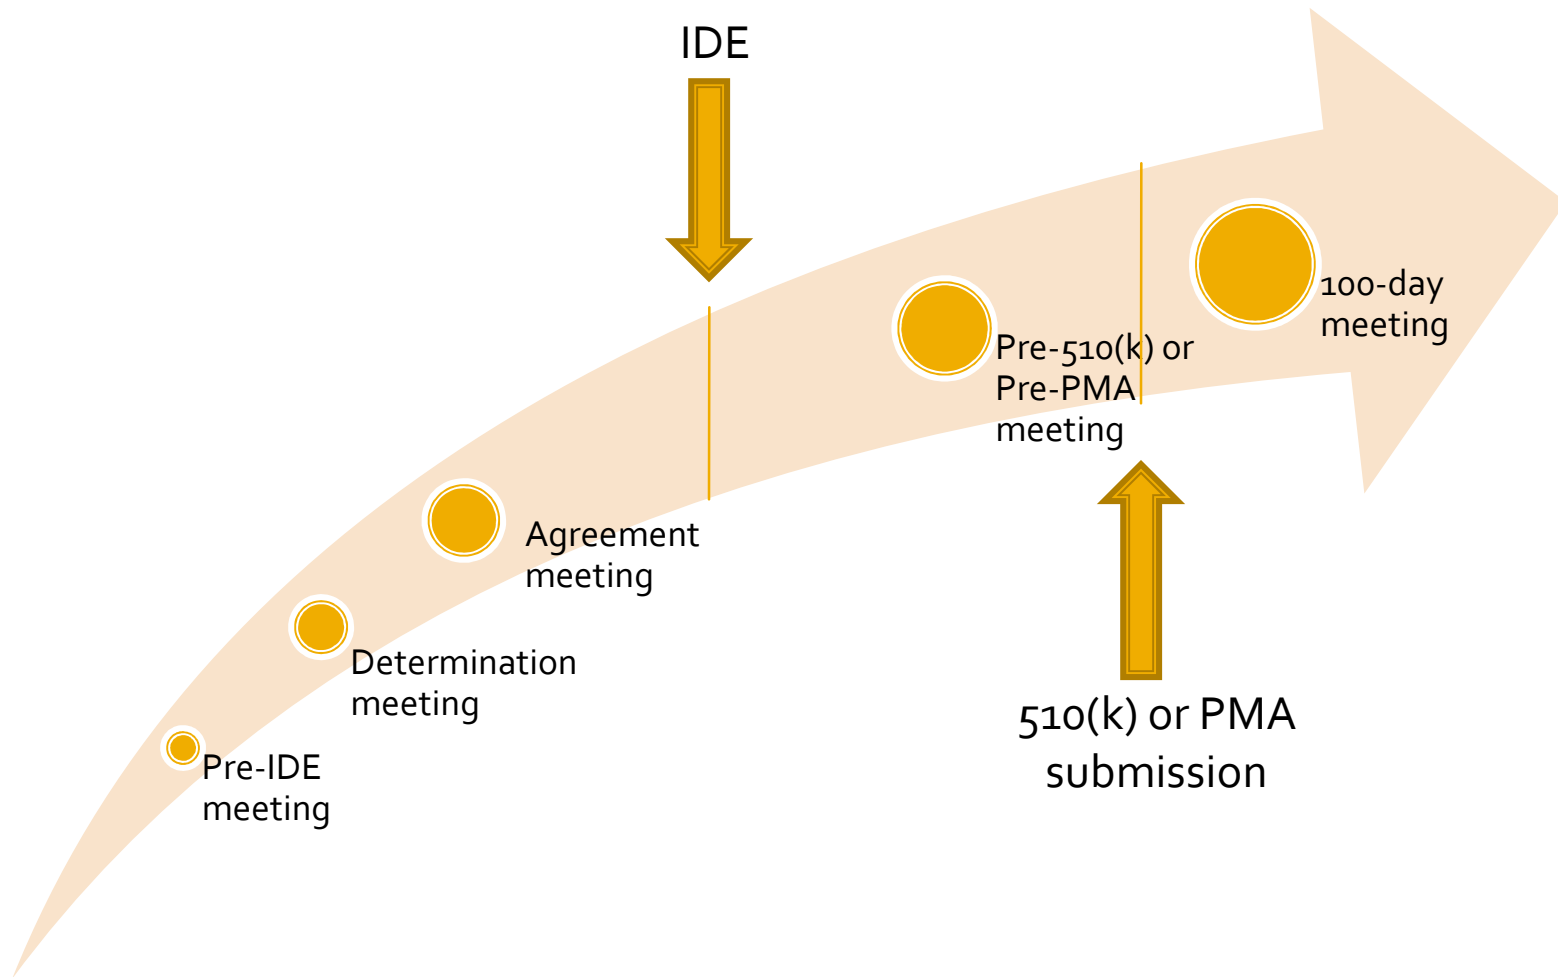 IDE
100-day
meeting
Pre-510(k) or
Pre-PMA
meeting
Agreement
meeting
Determination
meeting
Pre-IDE
meeting
510(k) or PMA
submission